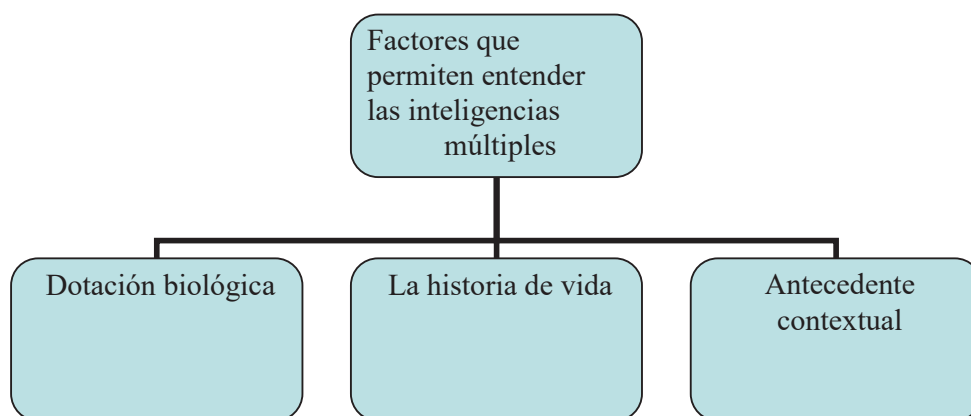 Factores que
permiten entender
las inteligencias
múltiples
Dotación biológica
La historia de vida
Antecedente
contextual